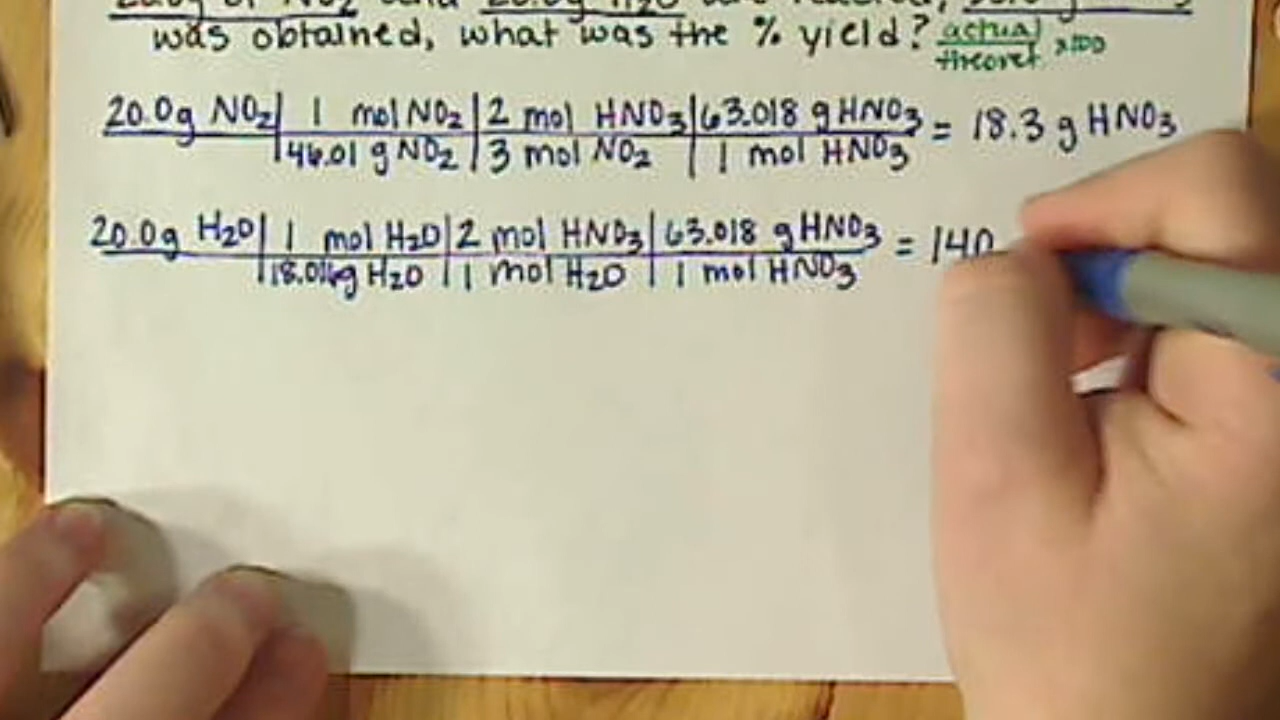 was obtained, what was the % yield? actual
theoret x100
20.0g NO2 | 1 mol NO2 | 2 mol HNO3 | 63.018 g HNO3 = 18.3 g HNO3
46.01 g NO2 | 3 mol NO2 | 1 mol HNO3
20.0g H2O | 1 mol H2O | 2 mol HNO3 | 63.018 g HNO3 = 140
18.016g H2O | 1 mol H2O | 1 mol HNO3